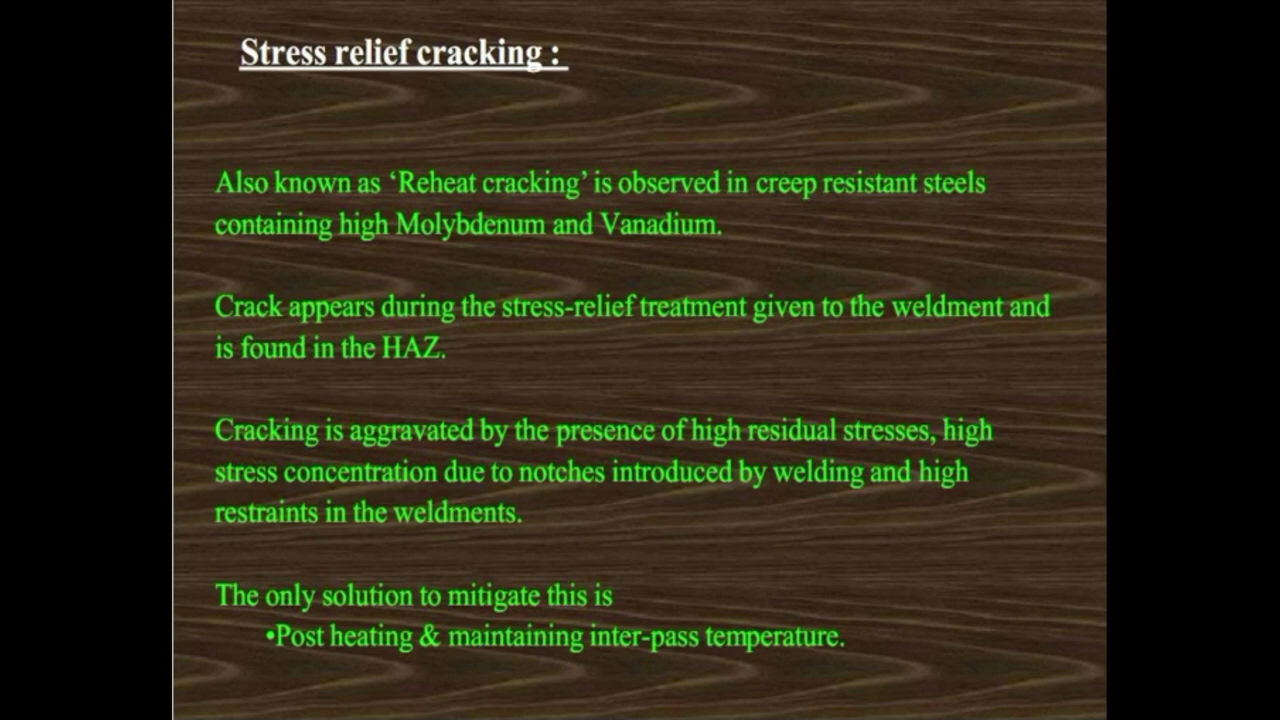 Stress relief cracking :
Also known as ‘Reheat cracking’ is observed in creep resistant steels
containing high Molybdenum and Vanadium.
Crack appears during the stress-relief treatment given to the weldment and
is found in the HAZ.
Cracking is aggravated by the presence of high residual stresses, high
stress concentration due to notches introduced by welding and high
restraints in the weldments.
The only solution to mitigate this is
•Post heating & maintaining inter-pass temperature.